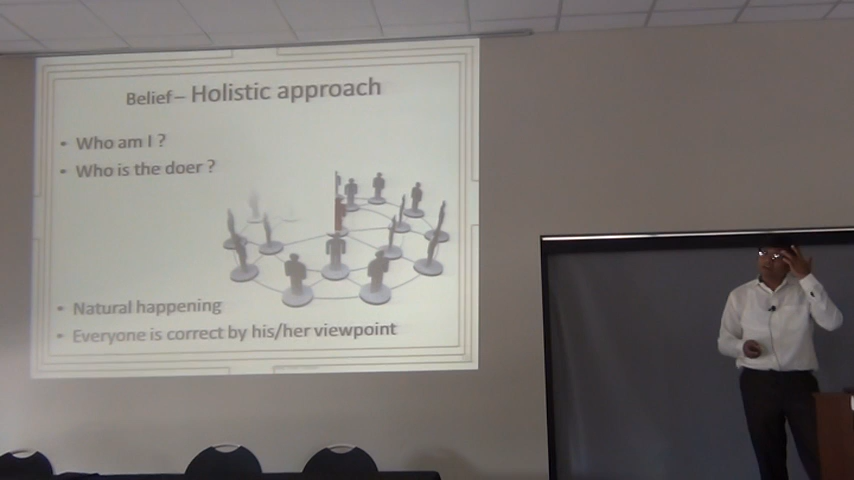 Belief – Holistic approach
• Who am I ?
• Who is the doer ?
• Natural happening
• Everyone is correct by his/her viewpoint